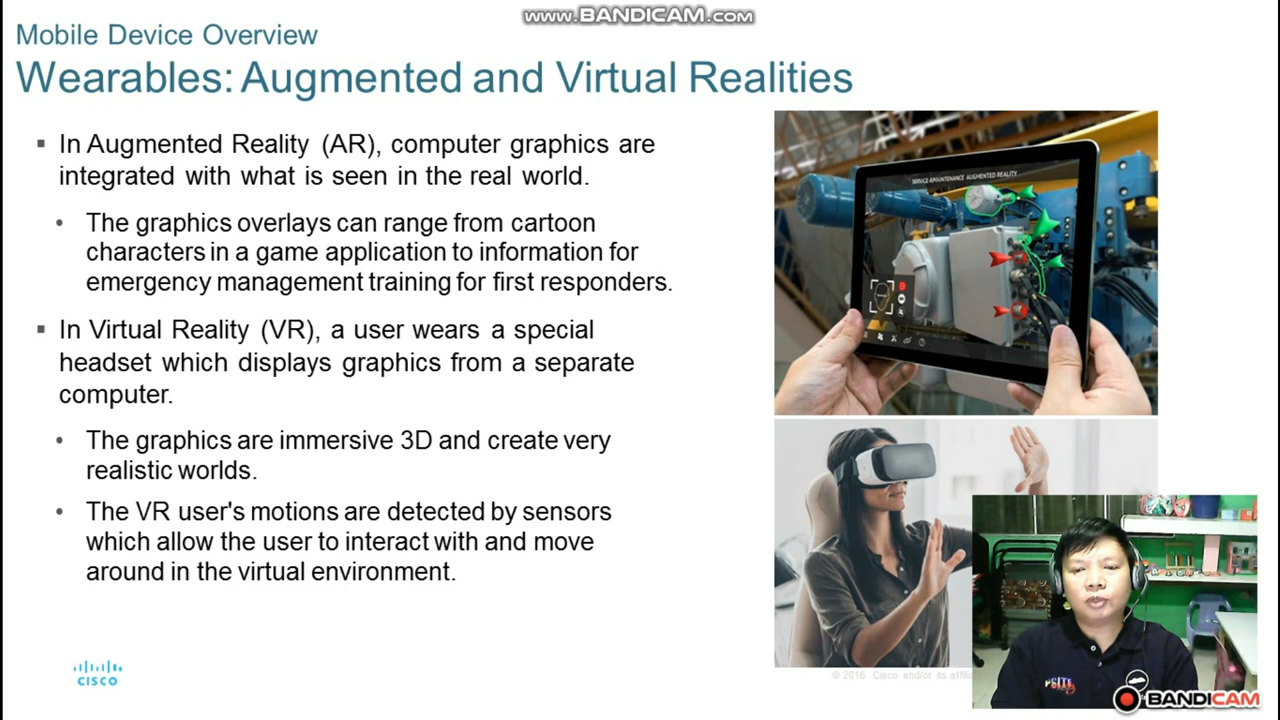 www.BANDICAM.com
Mobile Device Overview
Wearables: Augmented and Virtual Realities
▪ In Augmented Reality (AR), computer graphics are
integrated with what is seen in the real world.
• The graphics overlays can range from cartoon
characters in a game application to information for
emergency management training for first responders.
▪ In Virtual Reality (VR), a user wears a special
headset which displays graphics from a separate
computer.
• The graphics are immersive 3D and create very
realistic worlds.
• The VR user's motions are detected by sensors
which allow the user to interact with and move
around in the virtual environment.
SERVICE &MAINTENANCE AUGMENTED REALITY
CISCO
© 2016 Cisco and/or its affilia
BANDICAM